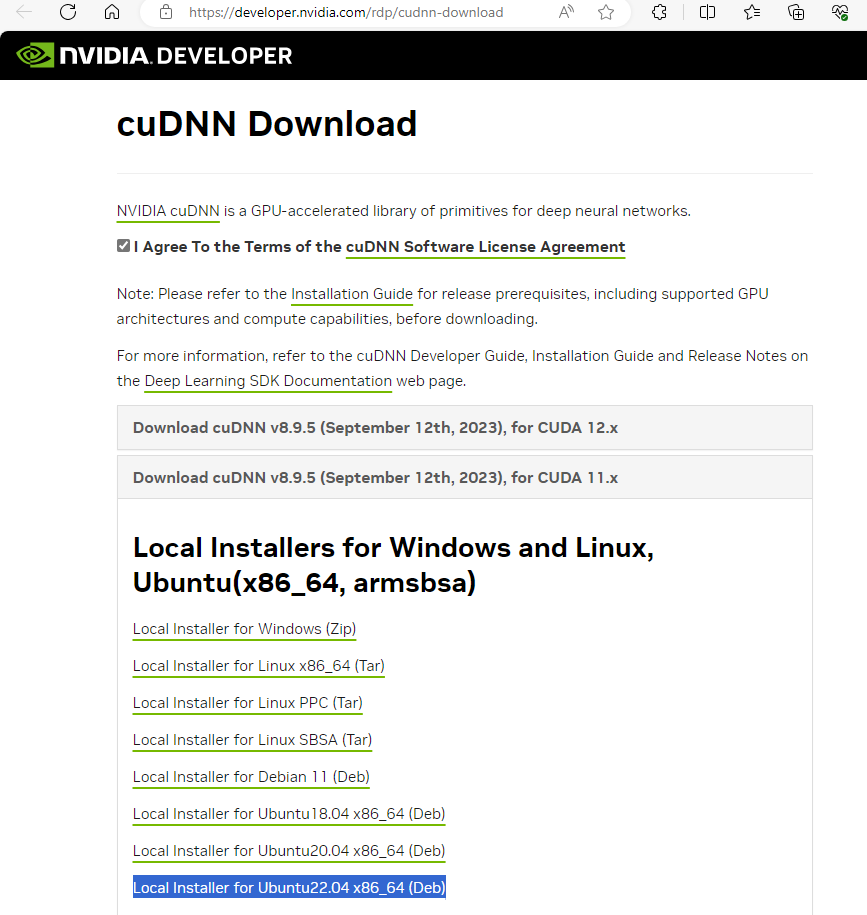 https://developer.nvidia.com/rdp/cudnn-download
NVIDIA. DEVELOPER
cuDNN Download
NVIDIA cuDNN is a GPU-accelerated library of primitives for deep neural networks.
I Agree To the Terms of the cuDNN Software License Agreement
Note: Please refer to the Installation Guide for release prerequisites, including supported GPU
architectures and compute capabilities, before downloading.
For more information, refer to the cuDNN Developer Guide, Installation Guide and Release Notes on
the Deep Learning SDK Documentation web page.
Download cuDNN v8.9.5 (September 12th, 2023), for CUDA 12.x
Download cuDNN v8.9.5 (September 12th, 2023), for CUDA 11.x
Local Installers for Windows and Linux,
Ubuntu(x86_64, armsbsa)
Local Installer for Windows (Zip)
Local Installer for Linux x86_64 (Tar)
Local Installer for Linux PPC (Tar)
Local Installer for Linux SBSA (Tar)
Local Installer for Debian 11 (Deb)
Local Installer for Ubuntu18.04 x86_64 (Deb)
Local Installer for Ubuntu20.04 x86_64 (Deb)
Local Installer for Ubuntu22.04 x86_64 (Deb)